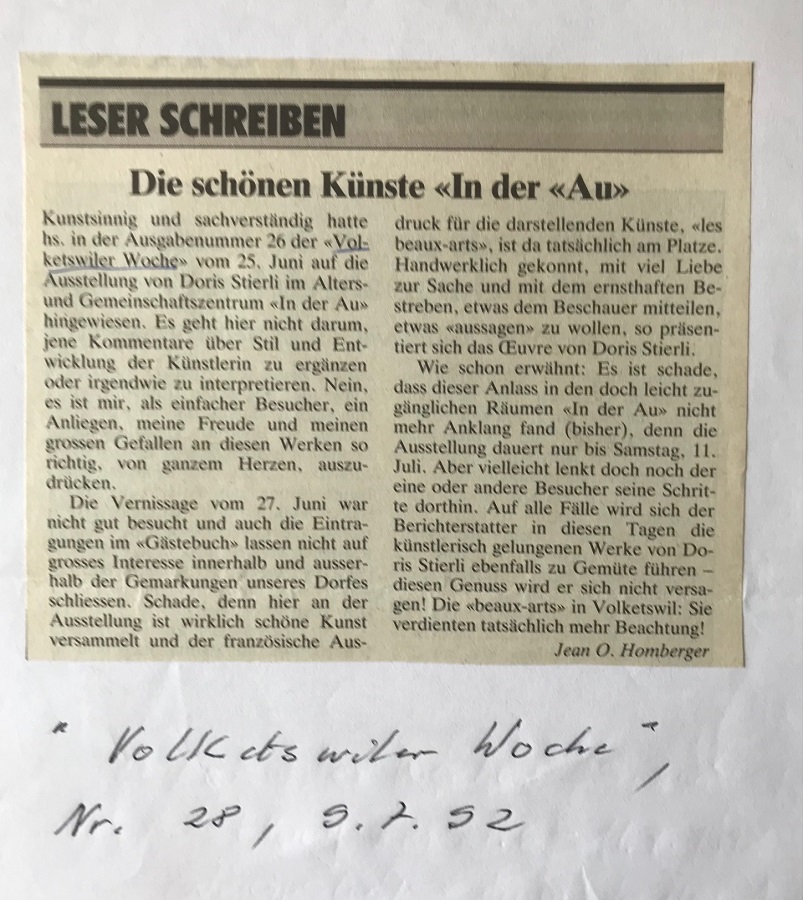 LESER SCHREIBEN
Die schönen Künste «In der «Au»
Kunstsinnig und sachverständig hatte
hs. in der Ausgabenummer 26 der «Vol-
ketswiler Woche» vom 25. Juni auf die
Ausstellung von Doris Stierli im Alters-
und Gemeinschaftszentrum «In der Au»
hingewiesen. Es geht hier nicht darum,
jene Kommentare über Stil und Ent-
wicklung der Künstlerin zu ergänzen
oder irgendwie zu interpretieren. Nein,
es ist mir, als einfacher Besucher, ein
Anliegen, meine Freude und meinen
grossen Gefallen an diesen Werken so
richtig, von ganzem Herzen, auszu-
drücken.
Die Vernissage vom 27. Juni war
nicht gut besucht und auch die Eintra-
gungen im «Gästebuch» lassen nicht auf
grosses Interesse innerhalb und ausser-
halb der Gemarkungen unseres Dorfes
schliessen. Schade, denn hier an der
Ausstellung ist wirklich schöne Kunst
versammelt und der französische Aus-
druck für die darstellenden Künste, «les
beaux-arts», ist da tatsächlich am Platze.
Handwerklich gekonnt, mit viel Liebe
zur Sache und mit dem ernsthaften Be-
streben, etwas dem Beschauer mitteilen,
etwas «aussagen» zu wollen, so präsen-
tiert sich das Œuvre von Doris Stierli.
Wie schon erwähnt: Es ist schade,
dass dieser Anlass in den doch leicht zu-
gänglichen Räumen «In der Au» nicht
mehr Anklang fand (bisher), denn die
Ausstellung dauert nur bis Samstag, 11.
Juli. Aber vielleicht lenkt doch noch der
eine oder andere Besucher seine Schrit-
te dorthin. Auf alle Fälle wird sich der
Berichterstatter in diesen Tagen die
künstlerisch gelungenen Werke von Do-
ris Stierli ebenfalls zu Gemüte führen –
diesen Genuss wird er sich nicht versa-
gen! Die «beaux-arts» in Volketswil: Sie
verdienten tatsächlich mehr Beachtung!
Jean O. Homberger
"Volketswiler Woche",
Nr. 28, 9.7.92